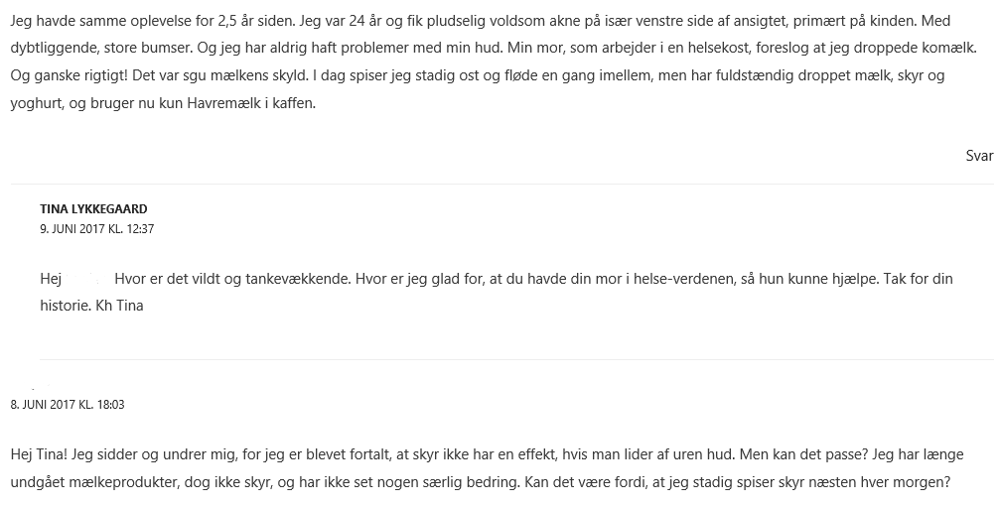 Jeg havde samme oplevelse for 2,5 år siden. Jeg var 24 år og fik pludselig voldsom akne på især venstre side af ansigtet, primært på kinden. Med
dybtliggende, store bumser. Og jeg har aldrig haft problemer med min hud. Min mor, som arbejder i en helsekost, foreslog at jeg droppede komælk.
Og ganske rigtigt! Det var sgu mælkens skyld. I dag spiser jeg stadig ost og fløde en gang imellem, men har fuldstændig droppet mælk, skyr og
yoghurt, og bruger nu kun Havremælk i kaffen.
Svar
TINA LYKKEGAARD
9. JUNI 2017 KL. 12:37
Hej Hvor er det vildt og tankevækkende. Hvor er jeg glad for, at du havde din mor i helse-verdenen, så hun kunne hjælpe. Tak for din
historie. Kh Tina
8. JUNI 2017 KL. 18:03
Hej Tina! Jeg sidder og undrer mig, for jeg er blevet fortalt, at skyr ikke har en effekt, hvis man lider af uren hud. Men kan det passe? Jeg har længe
undgået mælkeprodukter, dog ikke skyr, og har ikke set nogen særlig bedring. Kan det være fordi, at jeg stadig spiser skyr næsten hver morgen?